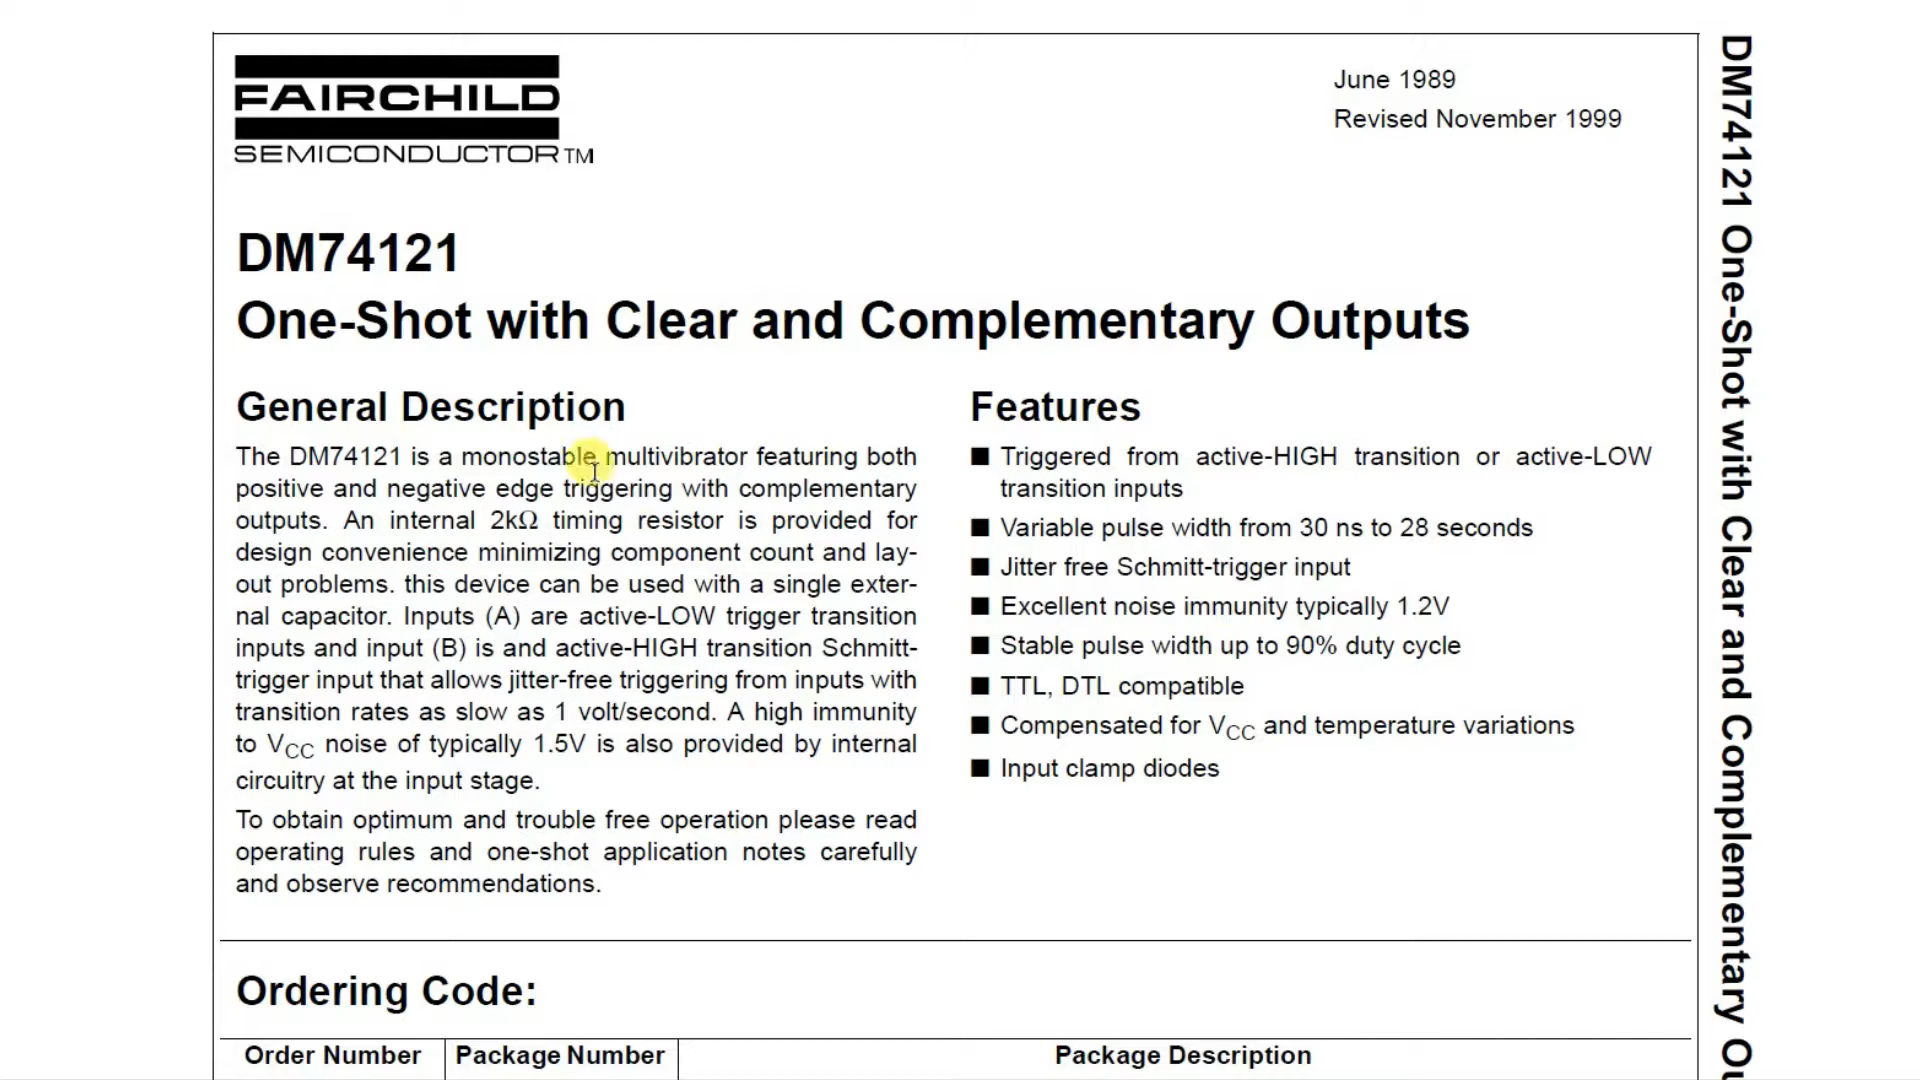 FAIRCHILD
SEMICONDUCTOR™
June 1989
Revised November 1999
DM74121
One-Shot with Clear and Complementary Outputs
General Description
The DM74121 is a monostable multivibrator featuring both
positive and negative edge triggering with complementary
outputs. An internal 2kΩ timing resistor is provided for
design convenience minimizing component count and lay-
out problems. this device can be used with a single exter-
nal capacitor. Inputs (A) are active-LOW trigger transition
inputs and input (B) is and active-HIGH transition Schmitt-
trigger input that allows jitter-free triggering from inputs with
transition rates as slow as 1 volt/second. A high immunity
to VCC noise of typically 1.5V is also provided by internal
circuitry at the input stage.
To obtain optimum and trouble free operation please read
operating rules and one-shot application notes carefully
and observe recommendations.
Features
■ Triggered from active-HIGH transition or active-LOW
transition inputs
■ Variable pulse width from 30 ns to 28 seconds
■ Jitter free Schmitt-trigger input
■ Excellent noise immunity typically 1.2V
■ Stable pulse width up to 90% duty cycle
■ TTL, DTL compatible
■ Compensated for VCC and temperature variations
■ Input clamp diodes
Ordering Code:
Order Number Package Number Package Description
DM74121 One-Shot with Clear and Complementary Ou